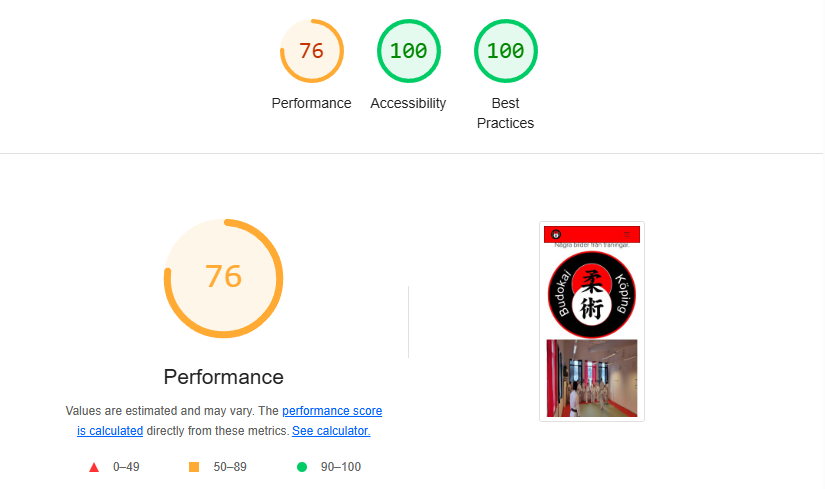 76
100
100
Performance
Accessibility
Best
Practices
76
Performance
Values are estimated and may vary. The performance score
is calculated directly from these metrics. See calculator.
0–49
50–89
90–100
Några bilder från träningar.
Budokai
Köping
柔
術